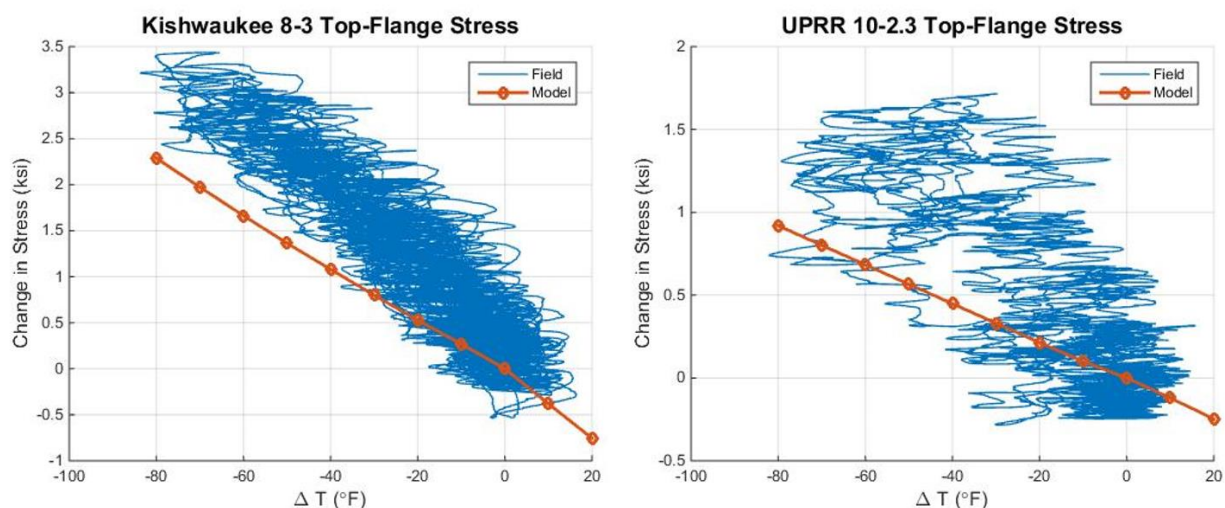 Kishwaukee 8-3 Top-Flange Stress
3.5
3
2.5
2
1.5
1
0.5
0
-0.5
-1
Change in Stress (ksi)
Field
Model
-100 -80 -60 -40 -20 0 20
Δ T (°F)
UPRR 10-2.3 Top-Flange Stress
2
1.5
1
0.5
0
-0.5
Change in Stress (ksi)
Field
Model
-100 -80 -60 -40 -20 0 20
Δ T (°F)